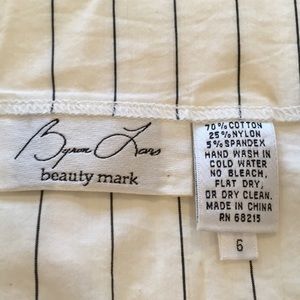 Byron Lars
beauty mark
70%COTTON
25%NYLON
5%SPANDEX
HAND WASH IN
COLD WATER
NO BLEACH,
FLAT DRY,
OR DRY CLEAN.
MADE IN CHINA
RN 68215
6